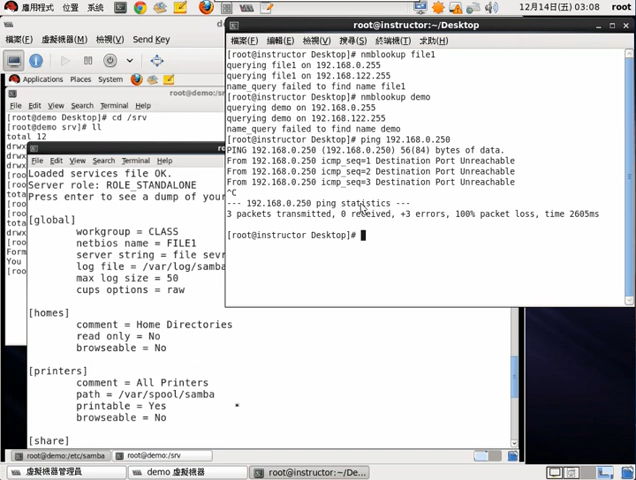 應用程式 位置 系統
12月14日(五) 03:08 root
檔案(F) 虛擬機器(M) 檢視(V) Send Key
Applications Places System
File Edit View Search Terminal
[root@demo Desktop]# cd /srv
[root@demo srv]# ll
total 12
drwx
drwx
drwx
drwx
drwx
Form
You
File Edit View Search Terminal
Loaded services file OK.
Server role: ROLE_STANDALONE
Press enter to see a dump of your
[global]
workgroup = CLASS
netbios name = FILE1
server string = file sevr
log file = /var/log/samba
max log size = 50
cups options = raw
[homes]
comment = Home Directories
read only = No
browseable = No
[printers]
comment = All Printers
path = /var/spool/samba
printable = Yes
browseable = No
[share]
root@demo:/etc/samba
root@demo:/srv
root@instructor:~/Desktop
檔案(F) 編輯(E) 檢視(V) 搜尋(S) 終端機(T) 求助(H)
[root@instructor Desktop]# nmblookup file1
querying file1 on 192.168.0.255
querying file1 on 192.168.122.255
name_query failed to find name file1
[root@instructor Desktop]# nmblookup demo
querying demo on 192.168.0.255
querying demo on 192.168.122.255
name_query failed to find name demo
[root@instructor Desktop]# ping 192.168.0.250
PING 192.168.0.250 (192.168.0.250) 56(84) bytes of data.
From 192.168.0.250 icmp_seq=1 Destination Port Unreachable
From 192.168.0.250 icmp_seq=2 Destination Port Unreachable
From 192.168.0.250 icmp_seq=3 Destination Port Unreachable
^C
--- 192.168.0.250 ping statistics ---
3 packets transmitted, 0 received, +3 errors, 100% packet loss, time 2605ms
[root@instructor Desktop]#
虛擬機器管理員
demo 虛擬機器
root@instructor:~/De...